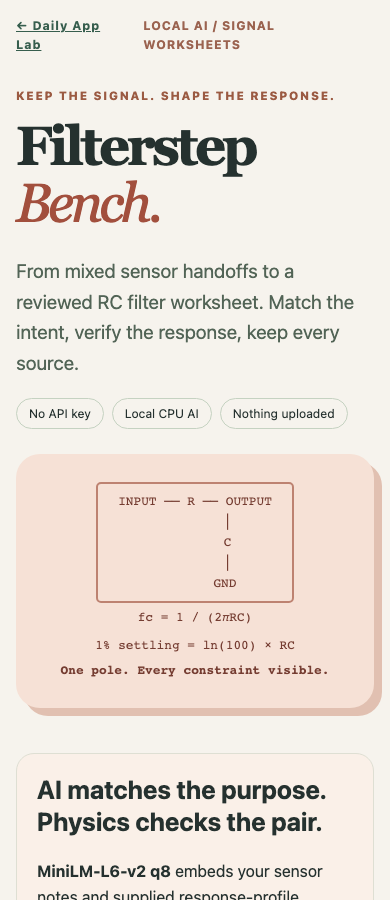 ← Daily App
Lab
LOCAL AI / SIGNAL
WORKSHEETS
KEEP THE SIGNAL. SHAPE THE RESPONSE.
Filterstep
Bench.
From mixed sensor handoffs to a
reviewed RC filter worksheet. Match the
intent, verify the response, keep every
source.
No API key
Local CPU AI
Nothing uploaded
INPUT ── R ── OUTPUT
│
C
│
GND
fc = 1 / (2πRC)
1% settling = ln(100) × RC
One pole. Every constraint visible.
AI matches the purpose.
Physics checks the pair.
MiniLM-L6-v2 q8 embeds your sensor
notes and supplied response-profile